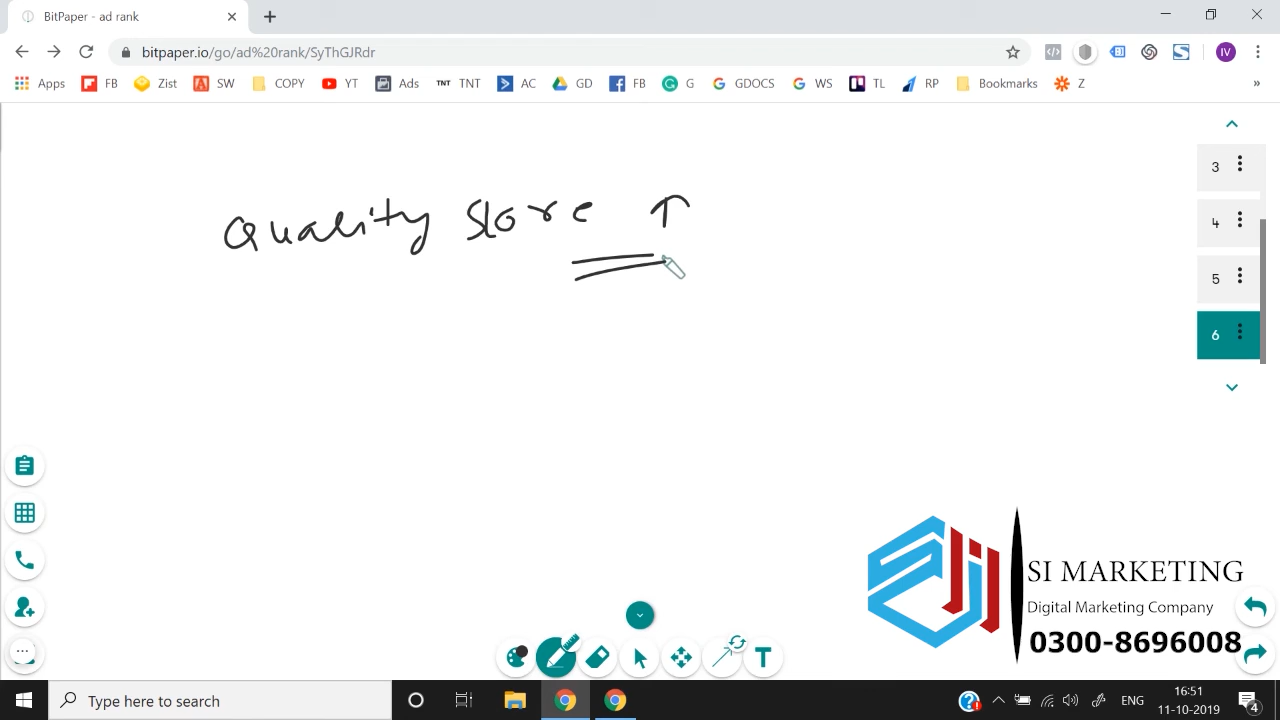 BitPaper - ad rank
bitpaper.io/go/ad%20rank/SyThGJRdr
IV
Apps FB Zist SW COPY YT Ads TNT TNT AC GD FB G GDOCS WS TL RP Bookmarks Z »
Quality score ↑
3
4
5
6
SI MARKETING
Digital Marketing Company
0300-8696008
T
Type here to search
ENG
16:51
11-10-2019
4